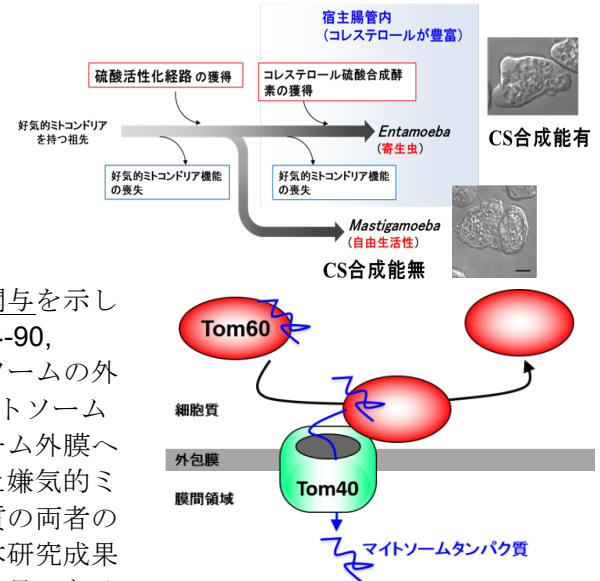 宿主腸管内
（コレステロールが豊富）
硫酸活性化経路 の獲得
コレステロール硫酸合成酵
素の獲得
好気的ミトコンドリア
を持つ祖先
Entamoeba
（寄生虫）
CS合成能有
好気的ミトコンドリア機能
の喪失
好気的ミトコンドリア機能
の喪失
Mastigamoeba
（自由生活性）
CS合成能無
関与を示し
-90,
ソームの外
トソーム
ーム外膜へ
嫌気的ミ
質の両者の
本研究成果
Tom60
細胞質
外包膜
Tom40
膜間領域
マイトソームタンパク質